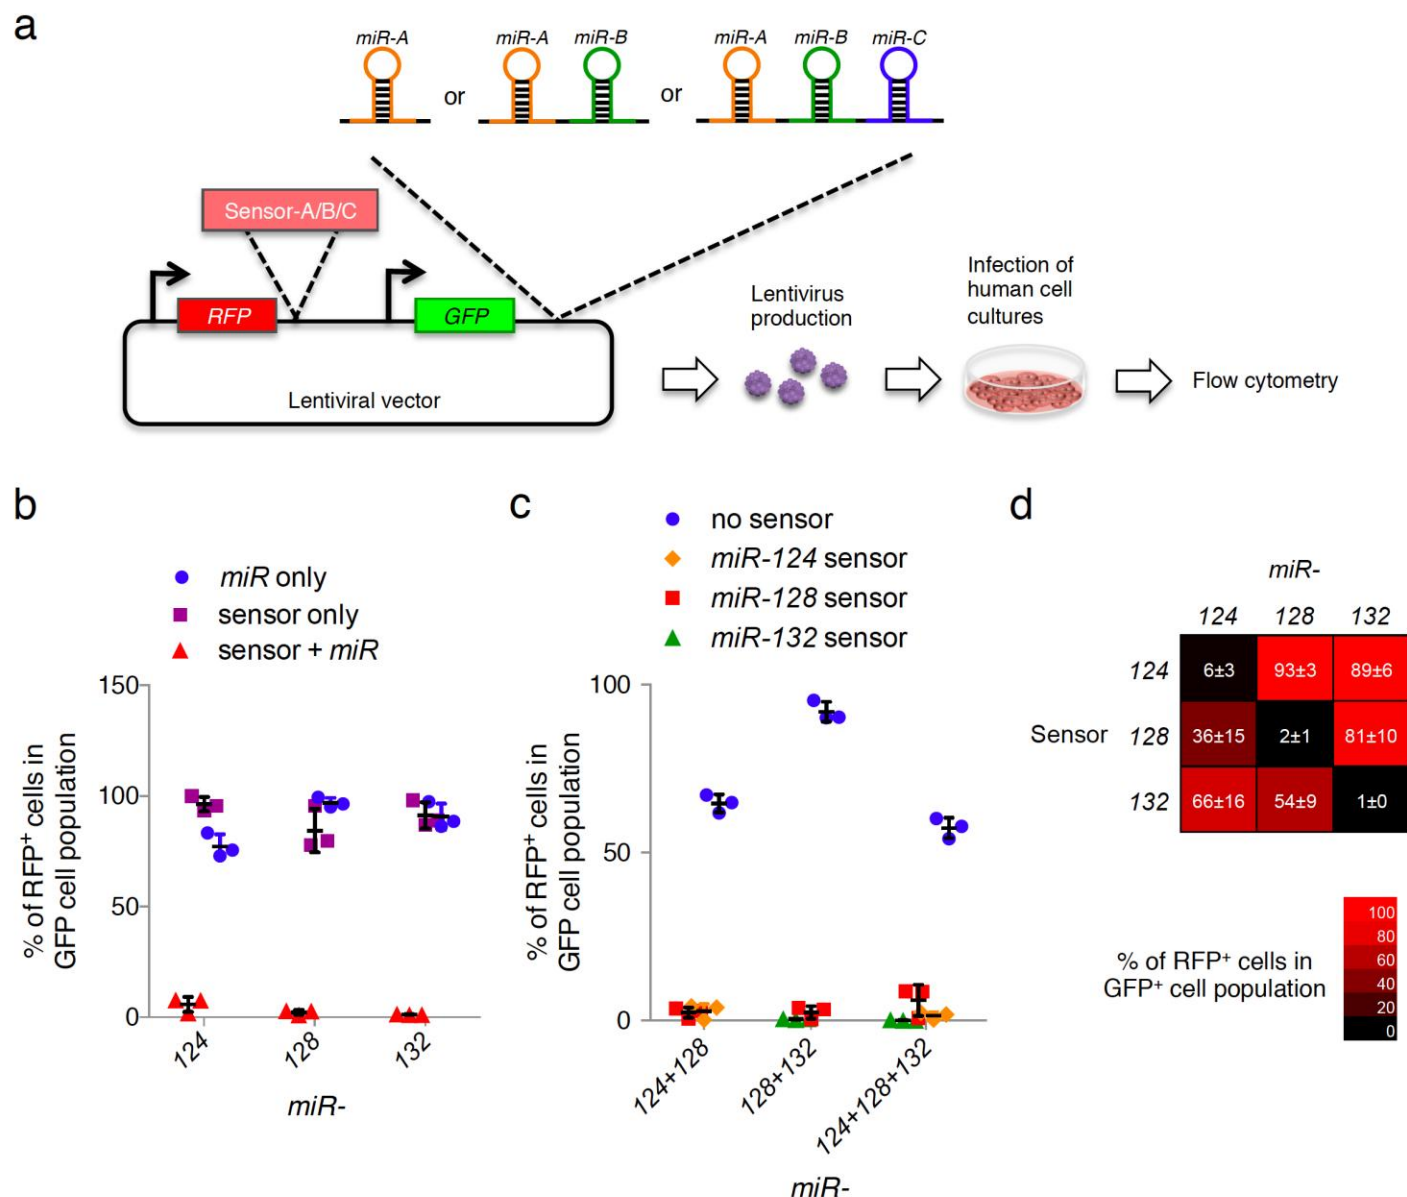 a
miR-A
or
miR-A miR-B
or
miR-A miR-B miR-C
Sensor-A/B/C
RFP
GFP
Lentiviral vector
Lentivirus
production
Infection of
human cell
cultures
Flow cytometry
b
miR only
sensor only
sensor + miR
% of RFP+ cells in
GFP cell population
150
100
50
0
124
128
132
miR-
c
no sensor
miR-124 sensor
miR-128 sensor
miR-132 sensor
% of RFP+ cells in
GFP cell population
100
50
0
124+128
128+132
124+128+132
miR-
d
miR-
124 128 132
124 6±3 93±3 89±6
Sensor 128 36±15 2±1 81±10
132 66±16 54±9 1±0
% of RFP+ cells in
GFP+ cell population
100
80
60
40
20
0